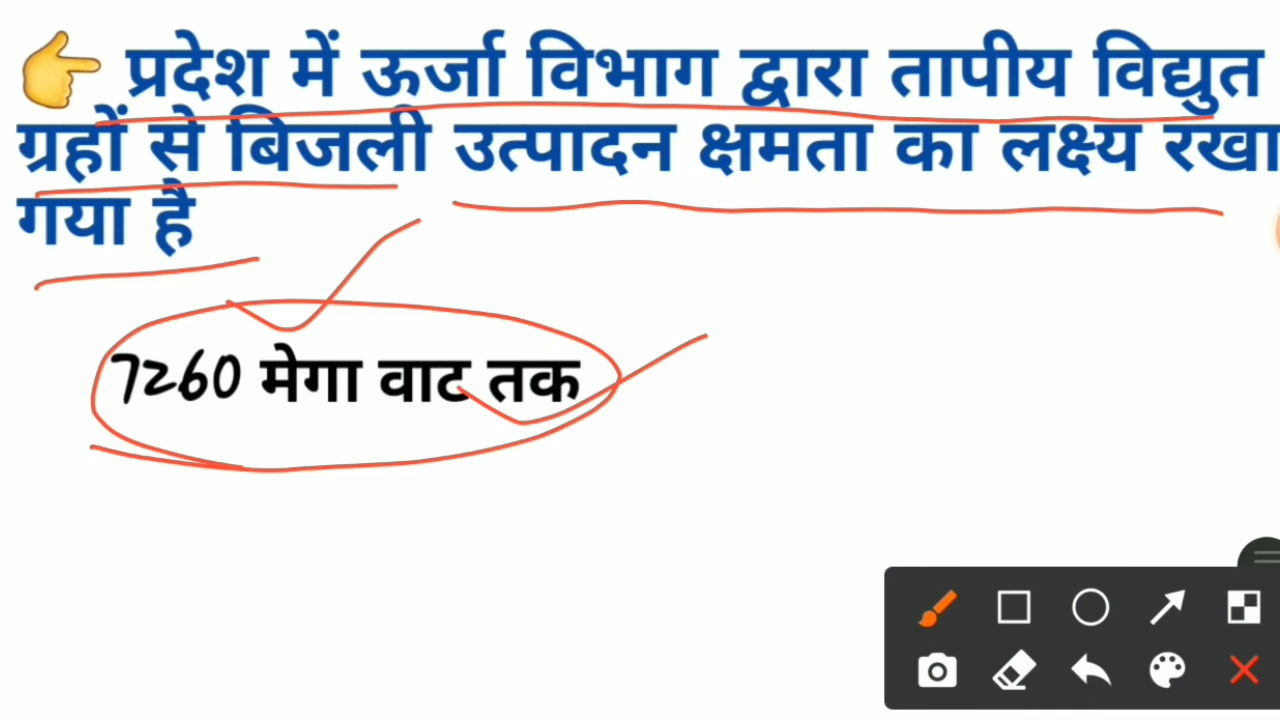 👉 प्रदेश में ऊर्जा विभाग द्वारा तापीय विद्युत
ग्रहों से बिजली उत्पादन क्षमता का लक्ष्य रखा
गया है
7260 मेगा वाट तक